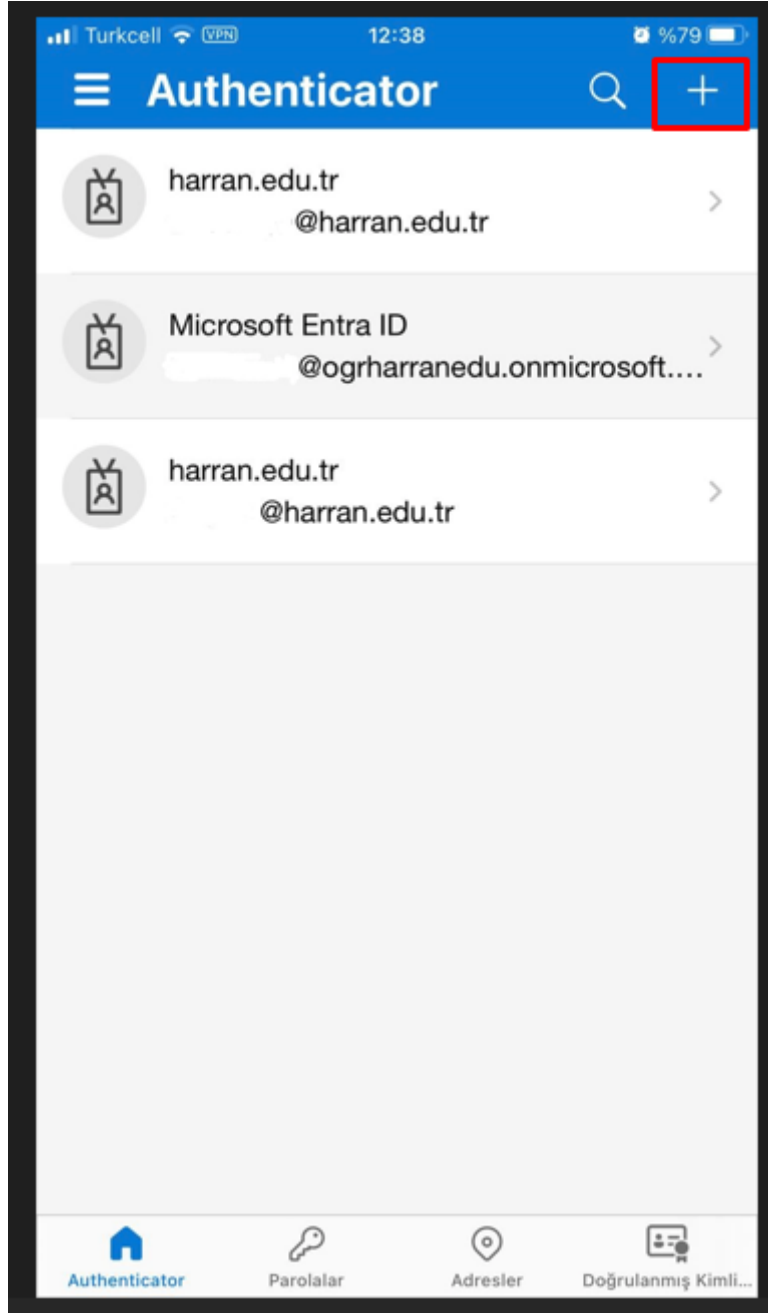 Turkcell VPN 12:38 %79
Authenticator
harran.edu.tr
@harran.edu.tr
Microsoft Entra ID
@ogrharranedu.onmicrosoft....
harran.edu.tr
@harran.edu.tr
Authenticator Parolalar Adresler Doğrulanmış Kimli...